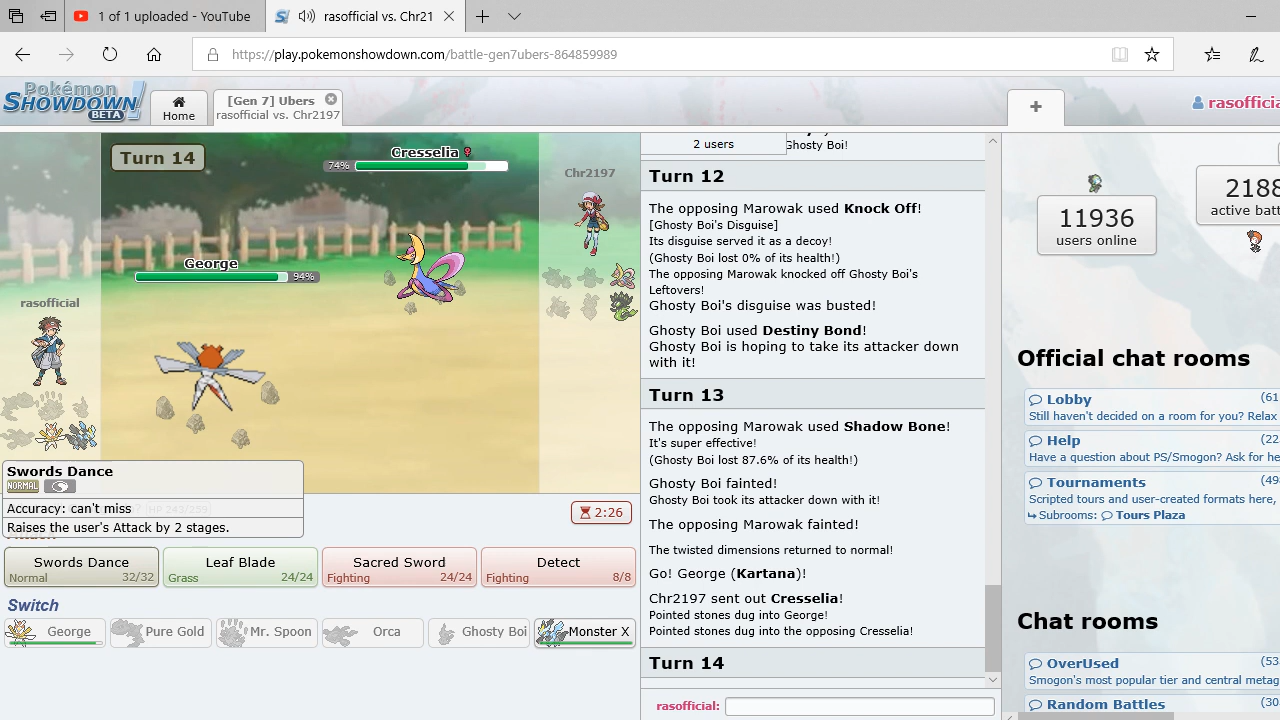 1 of 1 uploaded - YouTube
rasofficial vs. Chr21
https://play.pokemonshowdown.com/battle-gen7ubers-864859989
Pokémon
SHOWDOWN!
BETA
Home
[Gen 7] Ubers
rasofficial vs. Chr2197
+
rasofficia
Turn 14
Cresselia
74%
Chr2197
George
94%
rasofficial
Swords Dance
NORMAL
Accuracy: can't miss
Raises the user's Attack by 2 stages.
2:26
Swords Dance
Normal 32/32
Leaf Blade
Grass 24/24
Sacred Sword
Fighting 24/24
Detect
Fighting 8/8
Switch
George
Pure Gold
Mr. Spoon
Orca
Ghosty Boi
Monster X
2 users
Ghosty Boi!
Turn 12
The opposing Marowak used Knock Off!
[Ghosty Boi's Disguise]
Its disguise served it as a decoy!
(Ghosty Boi lost 0% of its health!)
The opposing Marowak knocked off Ghosty Boi's
Leftovers!
Ghosty Boi's disguise was busted!
Ghosty Boi used Destiny Bond!
Ghosty Boi is hoping to take its attacker down
with it!
Turn 13
The opposing Marowak used Shadow Bone!
It's super effective!
(Ghosty Boi lost 87.6% of its health!)
Ghosty Boi fainted!
Ghosty Boi took its attacker down with it!
The opposing Marowak fainted!
The twisted dimensions returned to normal!
Go! George (Kartana)!
Chr2197 sent out Cresselia!
Pointed stones dug into George!
Pointed stones dug into the opposing Cresselia!
Turn 14
rasofficial:
11936
users online
2188
active batt
Official chat rooms
Lobby (61
Still haven't decided on a room for you? Relax
Help (22
Have a question about PS/Smogon? Ask for he
Tournaments (49
Scripted tours and user-created formats here,
Subrooms: Tours Plaza
Chat rooms
OverUsed (53
Smogon's most popular tier and central metag
Random Battles (30